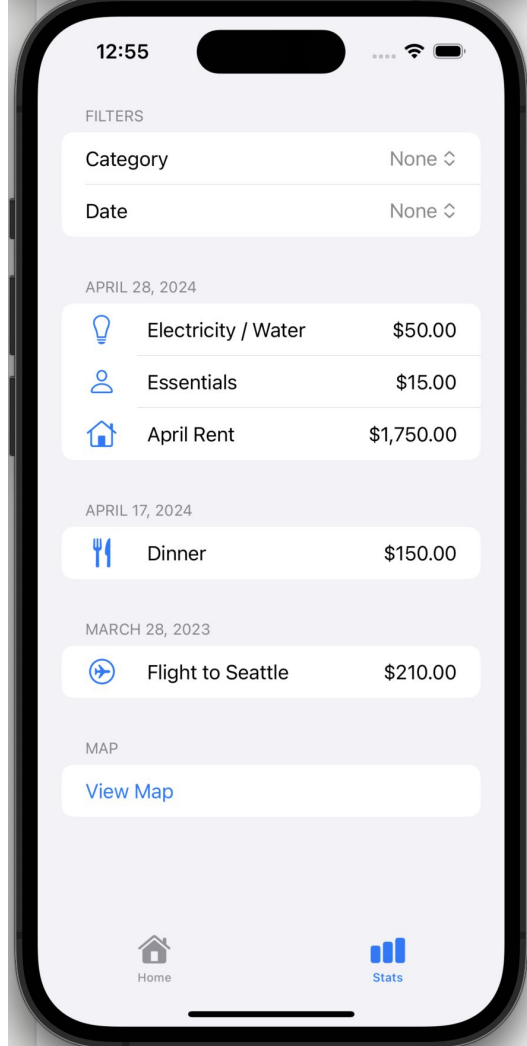 12:55
FILTERS
Category None
Date None
APRIL 28, 2024
Electricity / Water $50.00
Essentials $15.00
April Rent $1,750.00
APRIL 17, 2024
Dinner $150.00
MARCH 28, 2023
Flight to Seattle $210.00
MAP
View Map
Home Stats